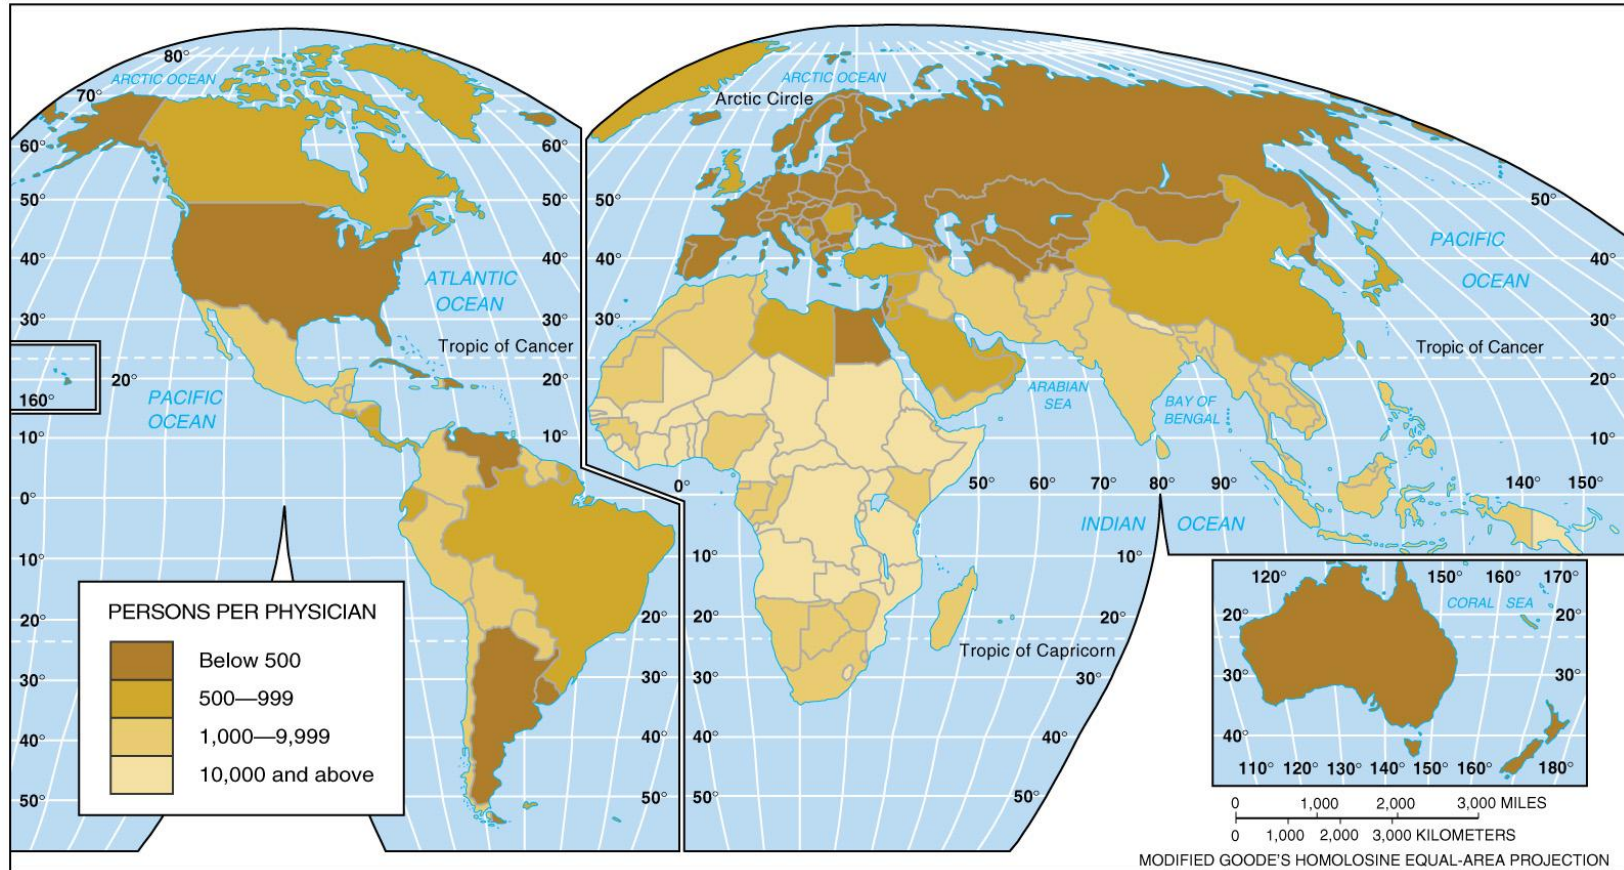 80°
ARCTIC OCEAN
70°
60°
50°
40°
30°
20°
160°
10°
0°
10°
20°
30°
40°
50°
60°
50°
40°
30°
Tropic of Cancer
20°
10°
ATLANTIC
OCEAN
PACIFIC
OCEAN
30°
40°
50°
PERSONS PER PHYSICIAN
Below 500
500—999
1,000—9,999
10,000 and above
ARCTIC OCEAN
Arctic Circle
60°
50°
40°
30°
50°
40°
30°
PACIFIC
OCEAN
Tropic of Cancer
20°
10°
ARABIAN
SEA
BAY OF
BENGAL
0°
50°
60°
70°
80°
90°
140°
150°
INDIAN
OCEAN
10°
20°
30°
40°
50°
10°
20°
Tropic of Capricorn
30°
40°
50°
120°
150°
160°
170°
CORAL SEA
20°
20°
30°
30°
40°
40°
110°
120°
130°
140°
150°
160°
180°
0 1,000 2,000 3,000 MILES
0 1,000 2,000 3,000 KILOMETERS
MODIFIED GOODE'S HOMOLOSINE EQUAL-AREA PROJECTION